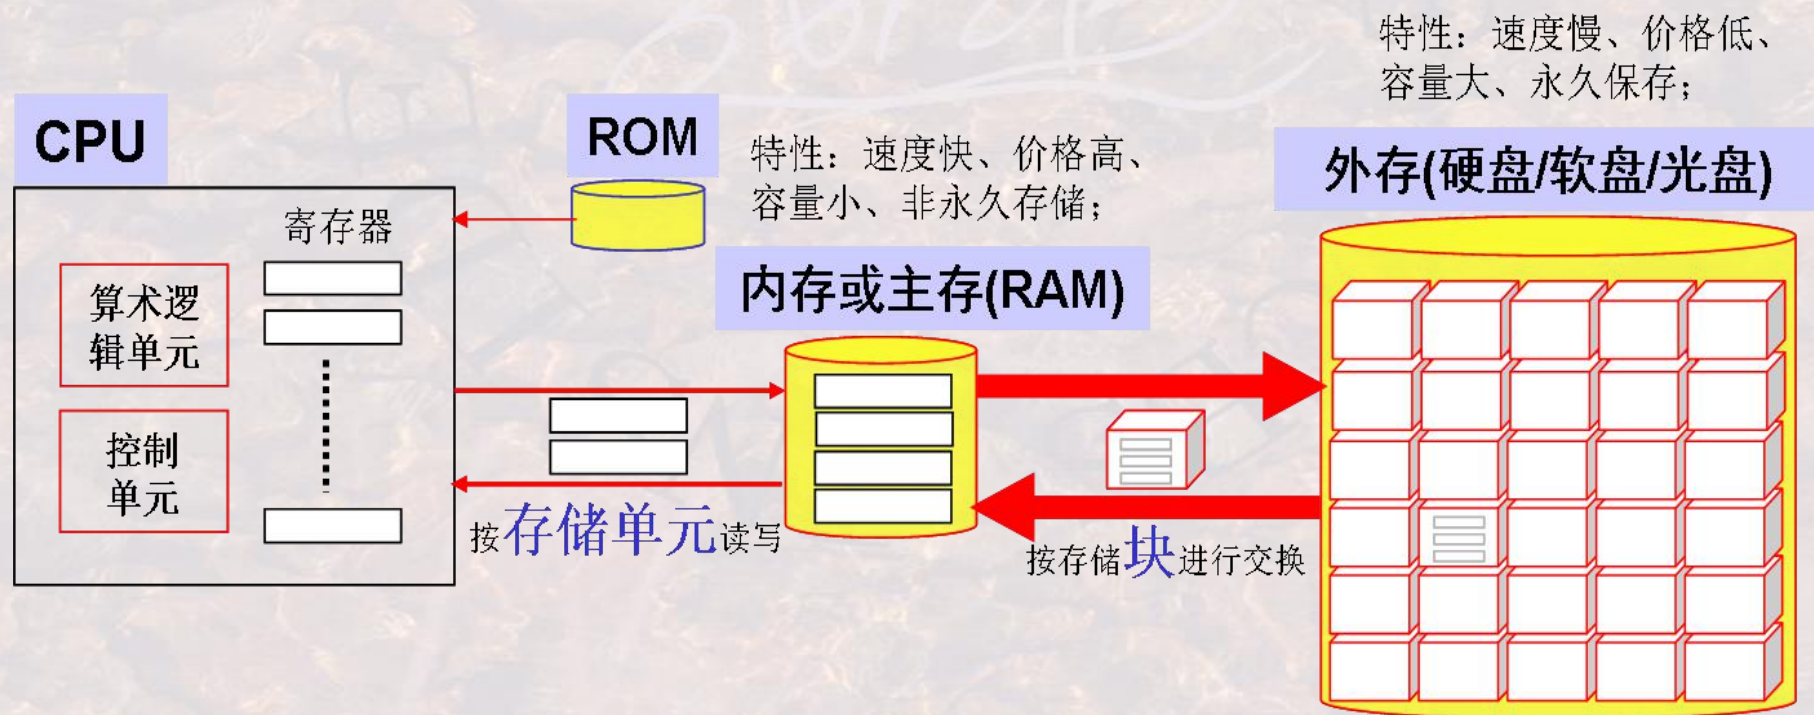 特性：速度慢、价格低、
容量大、永久保存；
CPU
ROM
特性：速度快、价格高、
容量小、非永久存储；
外存(硬盘/软盘/光盘)
寄存器
内存或主存(RAM)
算术逻
辑单元
控制
单元
按存储单元读写
按存储块进行交换